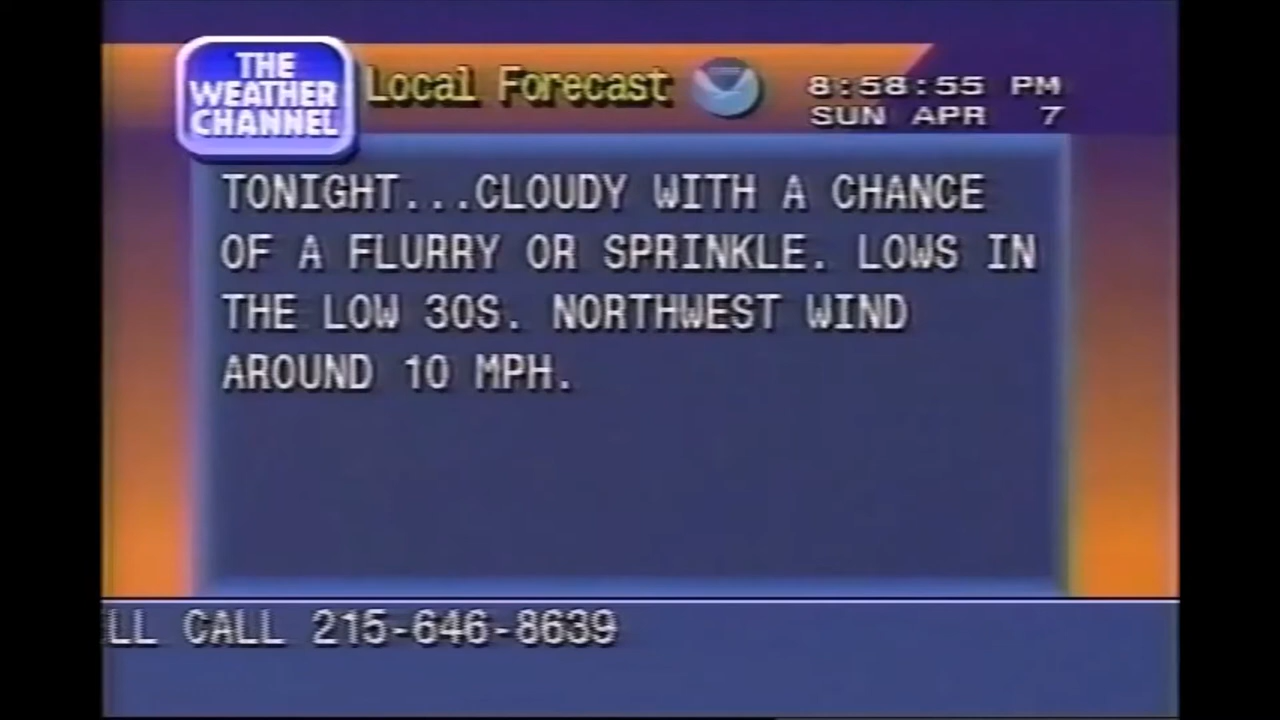 THE
WEATHER
CHANNEL
Local Forecast
8:58:55 PM
SUN APR 7
TONIGHT...CLOUDY WITH A CHANCE
OF A FLURRY OR SPRINKLE. LOWS IN
THE LOW 30S. NORTHWEST WIND
AROUND 10 MPH.
LL CALL 215-646-8639